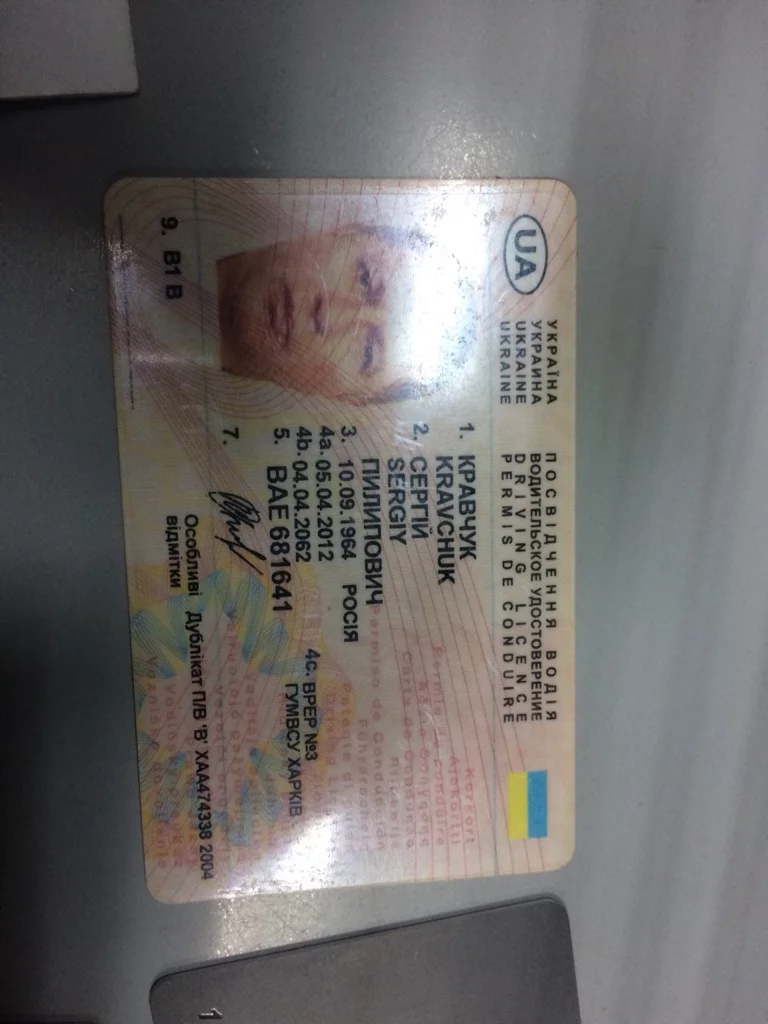 UA
УКРАЇНА ПОСВІДЧЕННЯ ВОДІЯ
УКРАИНА ВОДИТЕЛЬСКОЕ УДОСТОВЕРЕНИЕ
UKRAINE DRIVING LICENCE
UKRAINE PERMIS DE CONDUIRE
1. КРАВЧУК
KRAVCHUK
2. СЕРГІЙ
SERGIY
ПИЛИПОВИЧ
3. 10.09.1964 РОСІЯ
4a. 05.04.2012 4c. ВРЕР №3
4b. 04.04.2062 ГУМВСУ ХАРКІВ
5. ВАЕ 681641
7.
9. B1 B
Особливі Дублікат П/В 'В' ХАА474338 2004
відмітки